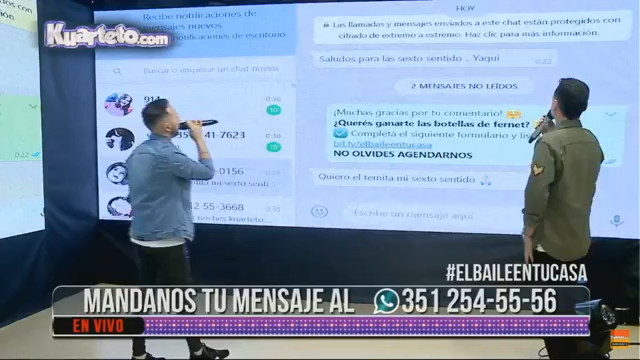 HOY
Recibe notificaciones de
mensajes nuevos
notificaciones de escritorio
Kuarteto.com
Las llamadas y mensajes enviados a este chat están protegidos con
cifrado de extremo a extremo. Haz clic para más información.
Saludos para las sexto sentido .. Yaqui
0:22
Buscar o empezar un chat nuevo
2 MENSAJES NO LEÍDOS
¡Muchas gracias por tu comentario!
¿Querés ganarte las botellas de fernet?
Completá el siguiente formulario y
bit.ly/elbaileentucasa
NO OLVIDES AGENDARNOS
Quiero el temita mi sexto sentido
Escribe un mensaje aquí
#ELBAILEENTUCASA
MANDANOS TU MENSAJE AL 351 254-55-56
EN VIVO